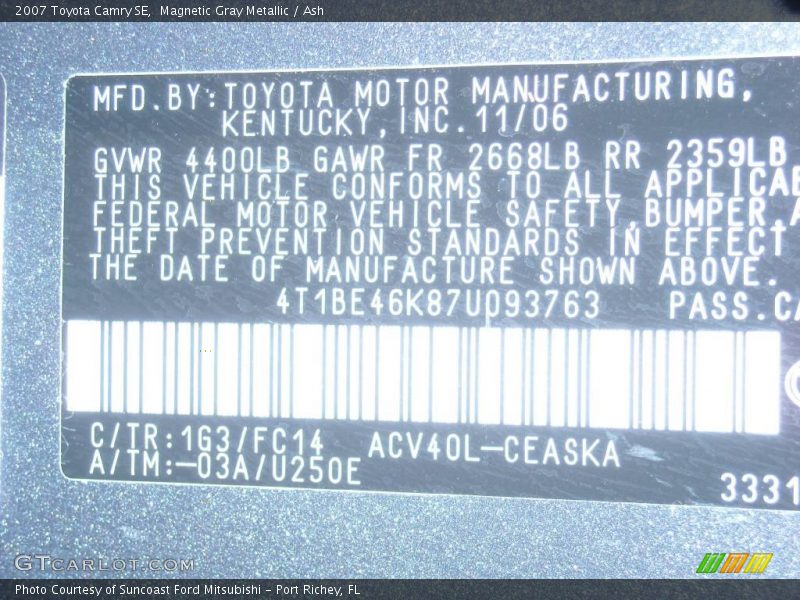 2007 Toyota Camry SE, Magnetic Gray Metallic / Ash
MFD.BY:TOYOTA MOTOR MANUFACTURING,
KENTUCKY,INC.11/06
GVWR 4400LB GAWR FR 2668LB RR 2359LB
THIS VEHICLE CONFORMS TO ALL APPLICAB
FEDERAL MOTOR VEHICLE SAFETY,BUMPER,A
THEFT PREVENTION STANDARDS IN EFFECT
THE DATE OF MANUFACTURE SHOWN ABOVE.
4T1BE46K87U093763 PASS.CA
C/TR:1G3/FC14 ACV40L-CEASKA
A/TM:-03A/U250E
3331
GTCARLOT.COM
Photo Courtesy of Suncoast Ford Mitsubishi - Port Richey, FL